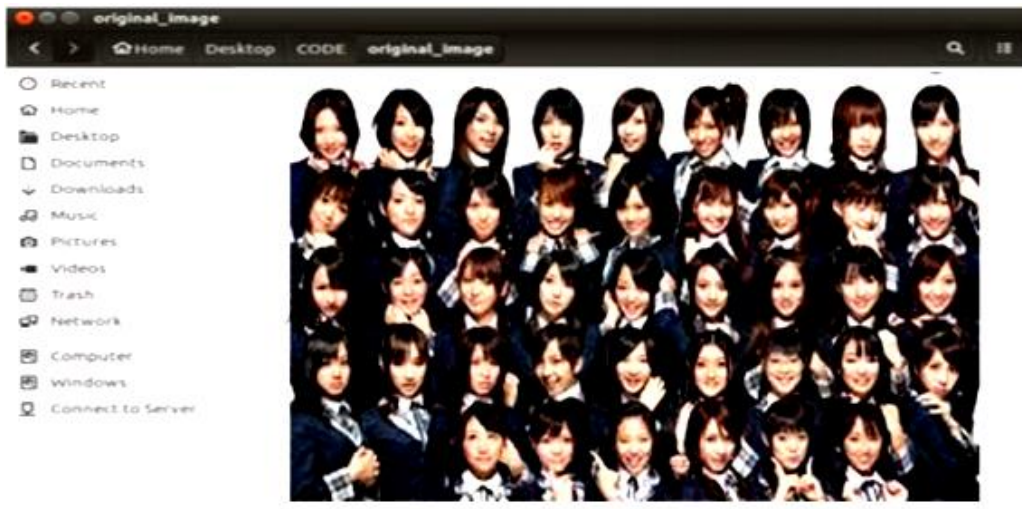 original_image
Home Desktop CODE original_image
Recent
Home
Desktop
Documents
Downloads
Music
Pictures
Videos
Trash
Network
Computer
Windows
Connect to Server